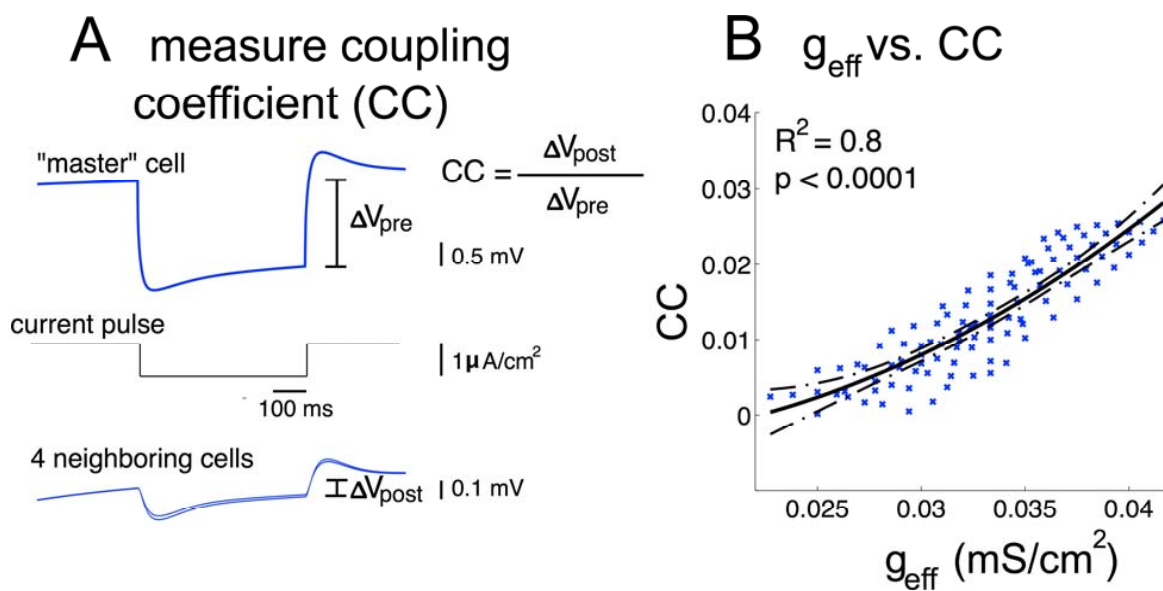 A measure coupling
coefficient (CC)
"master" cell
CC = ΔVpost / ΔVpre
ΔVpre
0.5 mV
current pulse
1μA/cm²
100 ms
4 neighboring cells
ΔVpost
0.1 mV
B geff vs. CC
R² = 0.8
p < 0.0001
0.04
0.03
0.02
0.01
0
CC
0.025 0.03 0.035 0.04
geff (mS/cm²)